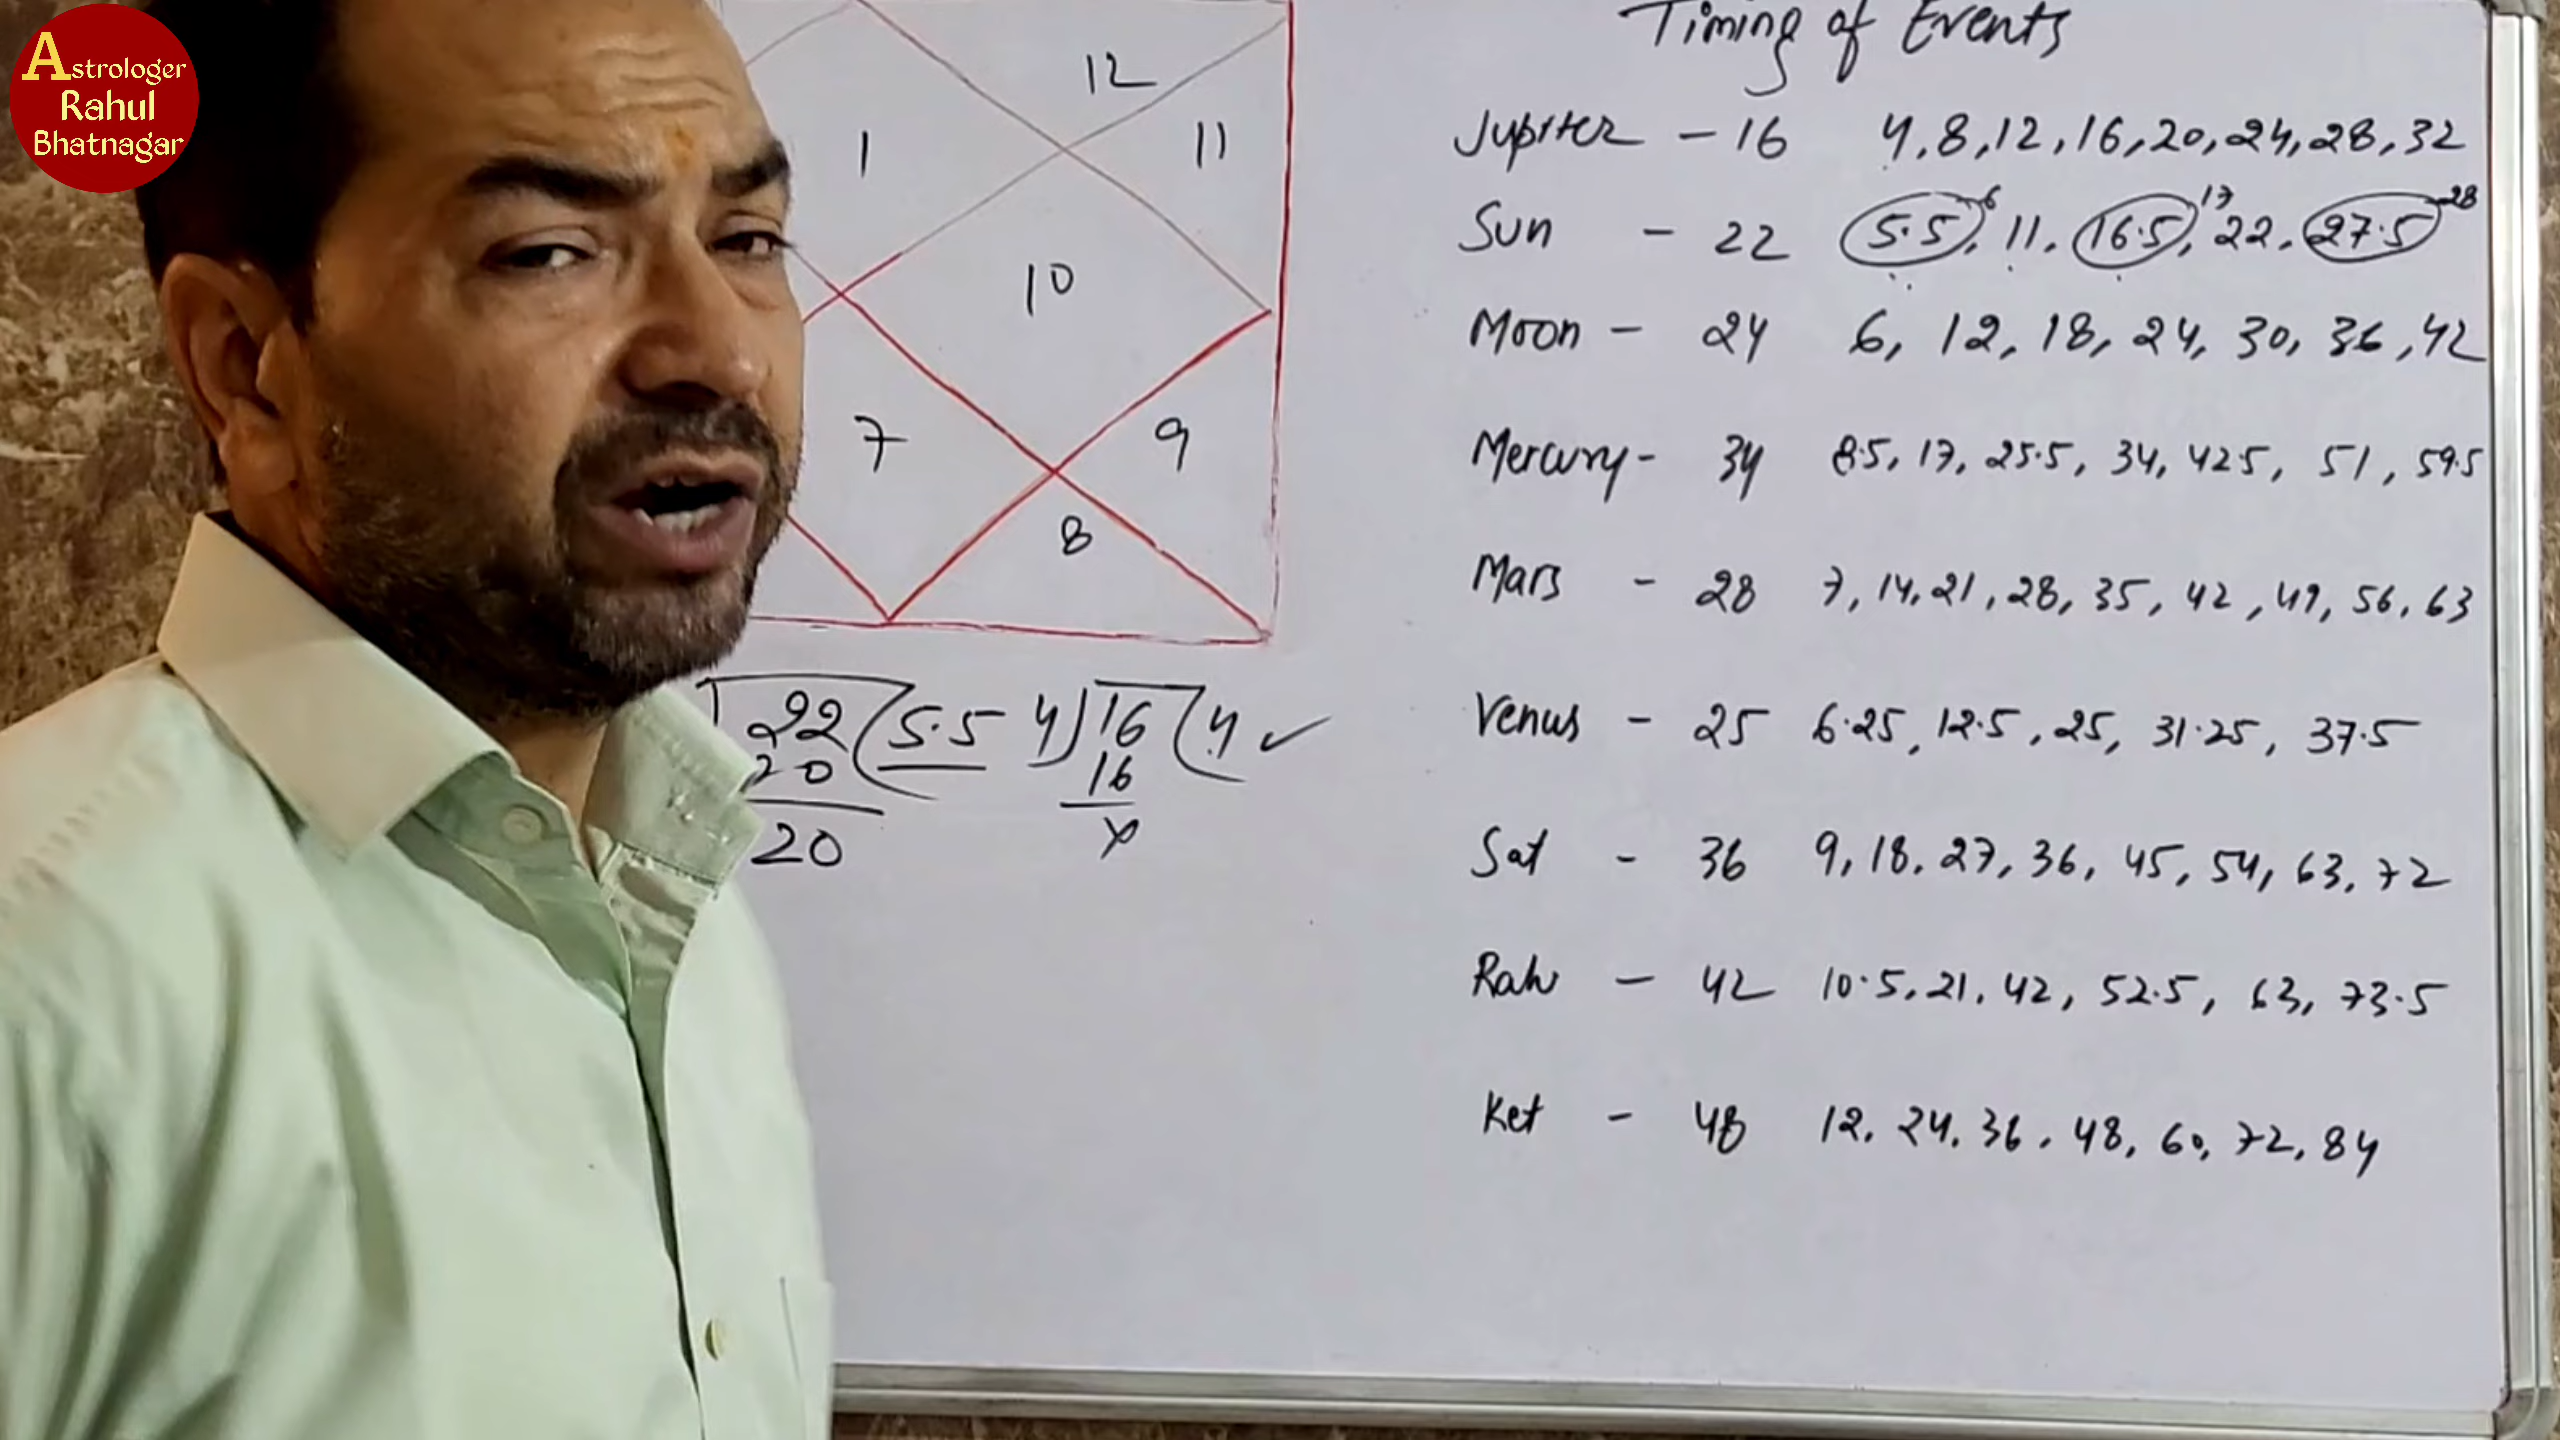 Astrologer
Rahul
Bhatnagar
12
1
11
10
7
9
8
22 (5.5
20
20
4) 16 (4 ✓
16
x
Timing of Events
Jupiter - 16 4, 8, 12, 16, 20, 24, 28, 32
Sun - 22 5.5, 6 11, 16.5, 17 22, 27.5 28
Moon - 24 6, 12, 18, 24, 30, 36, 42
Mercury - 34 8.5, 17, 25.5, 34, 42.5, 51, 59.5
Mars - 28 7, 14, 21, 28, 35, 42, 49, 56, 63
Venus - 25 6.25, 12.5, 25, 31.25, 37.5
Sat - 36 9, 18, 27, 36, 45, 54, 63, 72
Rahu - 42 10.5, 21, 42, 52.5, 63, 73.5
Ket - 48 12, 24, 36, 48, 60, 72, 84